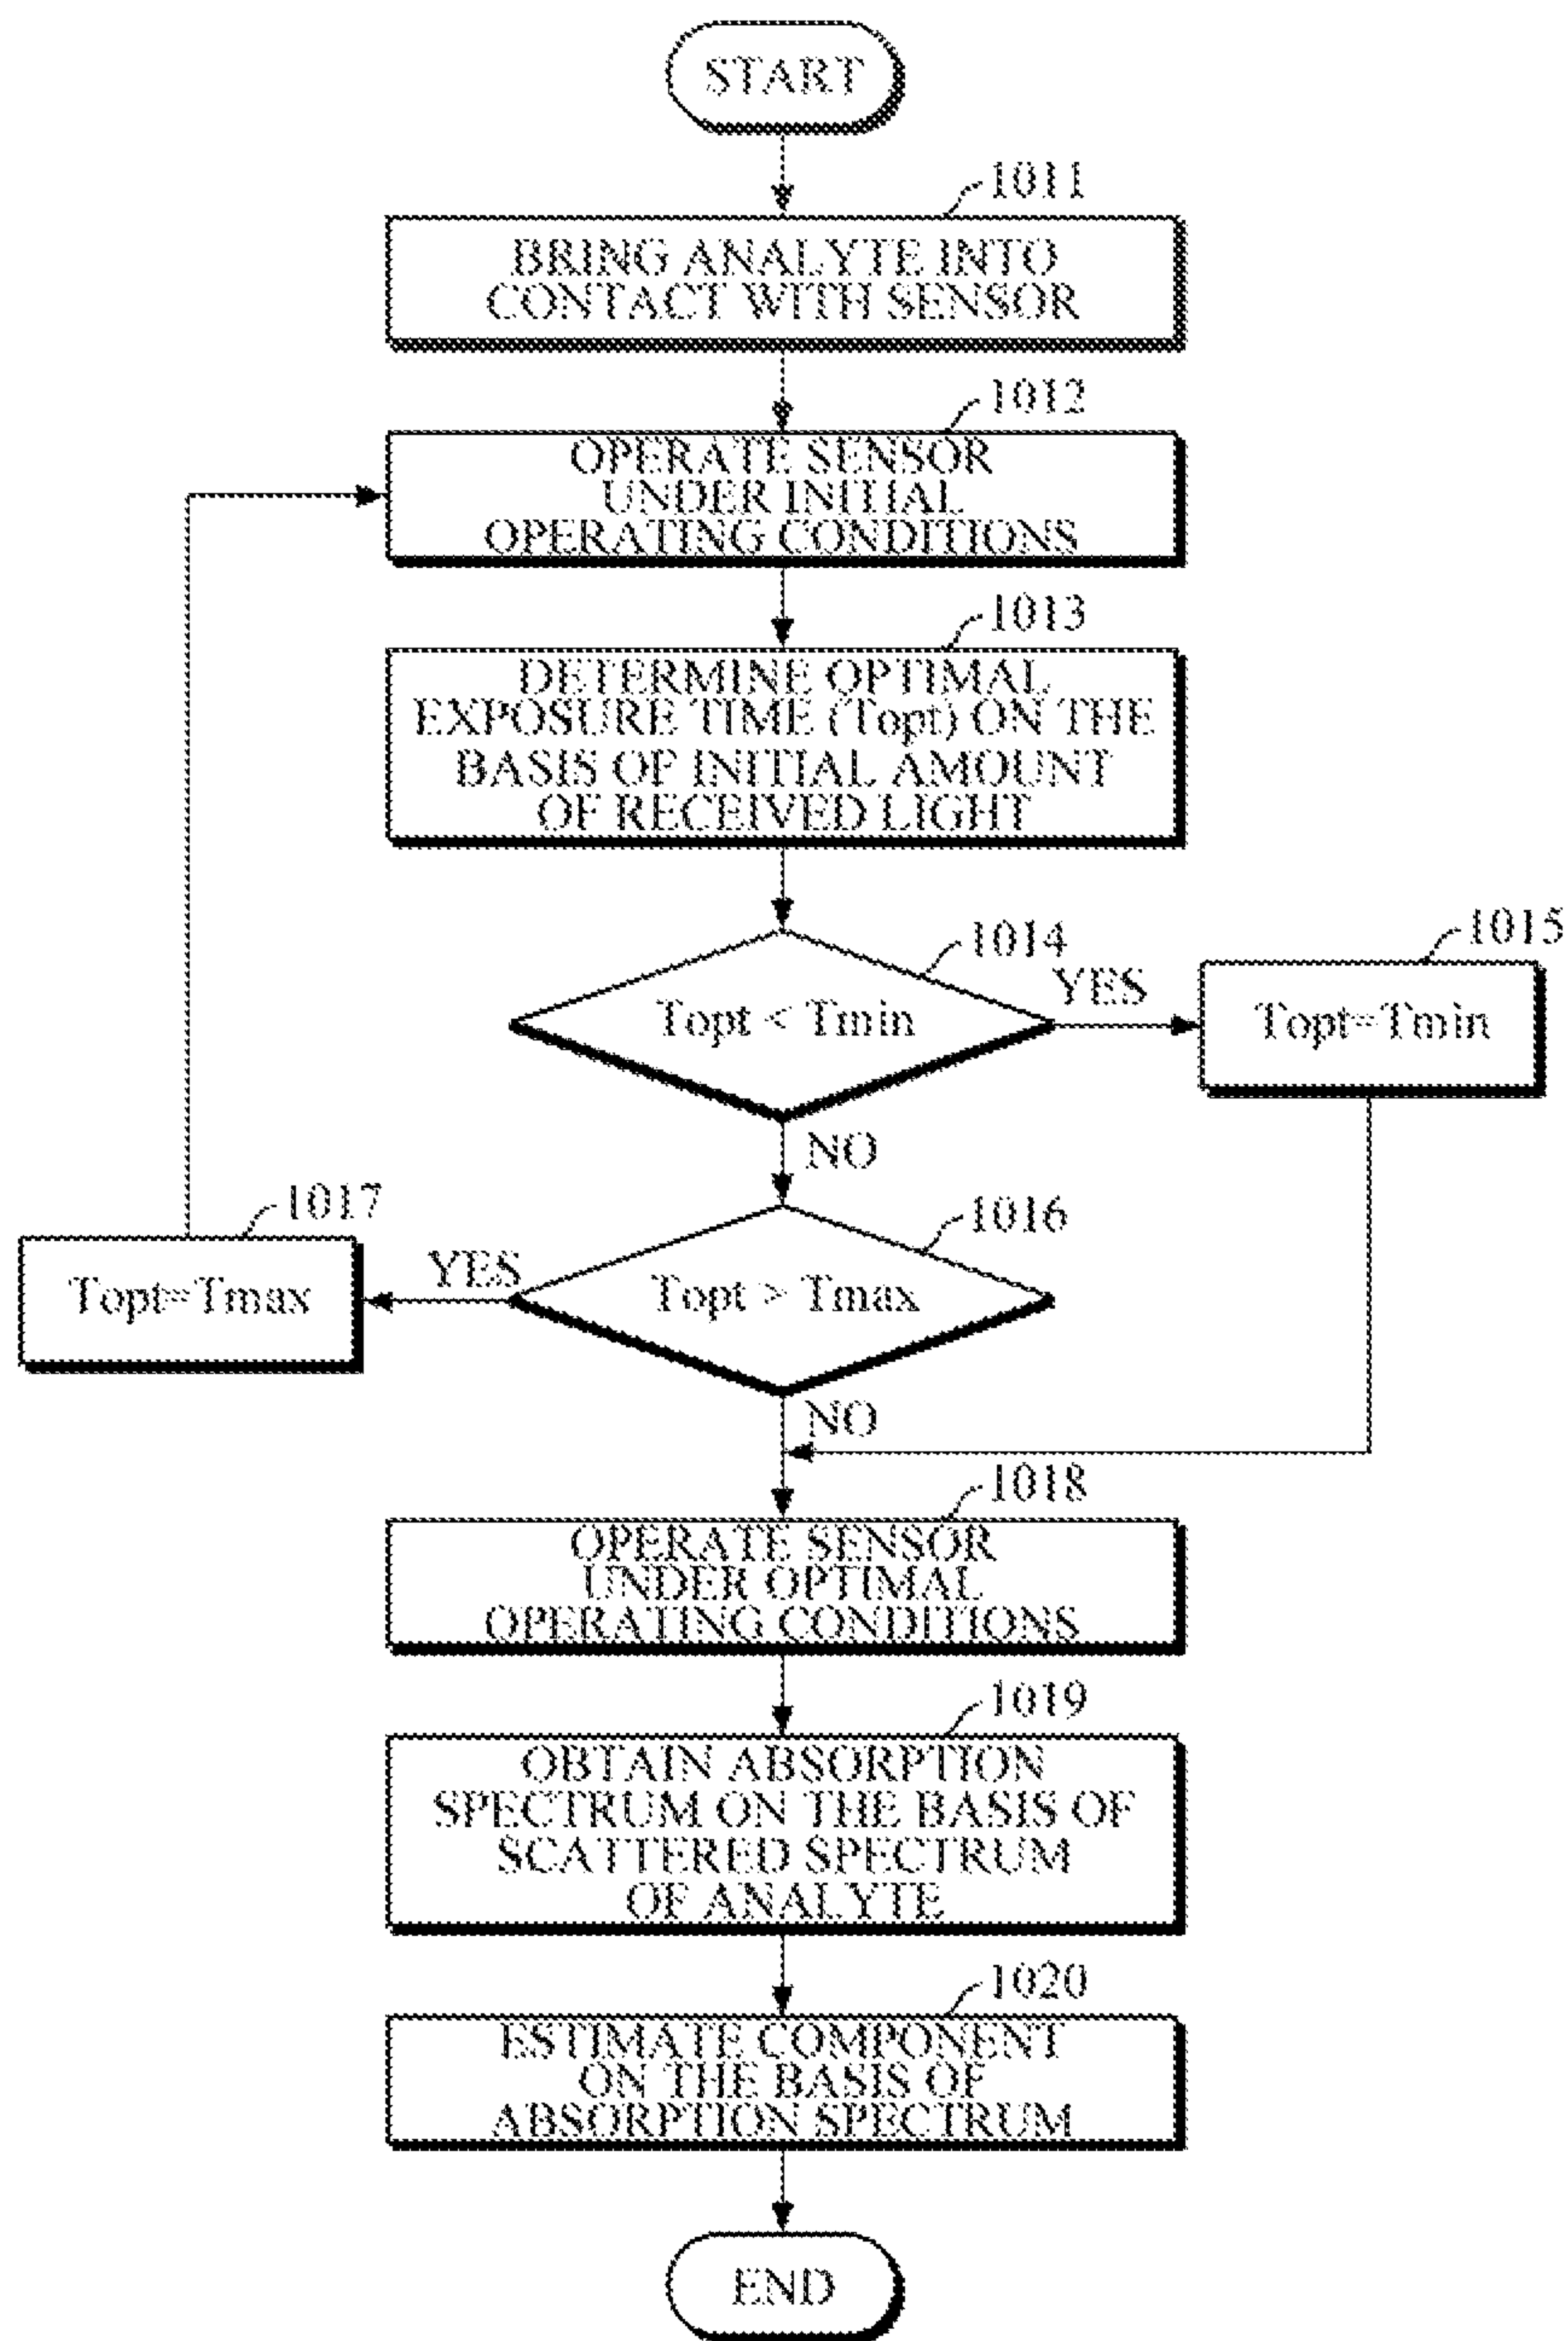 START
1011
BRING ANALYTE INTO
CONTACT WITH SENSOR
1012
OPERATE SENSOR
UNDER INITIAL
OPERATING CONDITIONS
1013
DETERMINE OPTIMAL
EXPOSURE TIME (Topt) ON THE
BASIS OF INITIAL AMOUNT
OF RECEIVED LIGHT
1014
Topt < Tmin
YES
1015
Topt=Tmin
NO
1016
Topt > Tmax
YES
1017
Topt=Tmax
NO
1018
OPERATE SENSOR
UNDER OPTIMAL
OPERATING CONDITIONS
1019
OBTAIN ABSORPTION
SPECTRUM ON THE BASIS OF
SCATTERED SPECTRUM
OF ANALYTE
1020
ESTIMATE COMPONENT
ON THE BASIS OF
ABSORPTION SPECTRUM
END